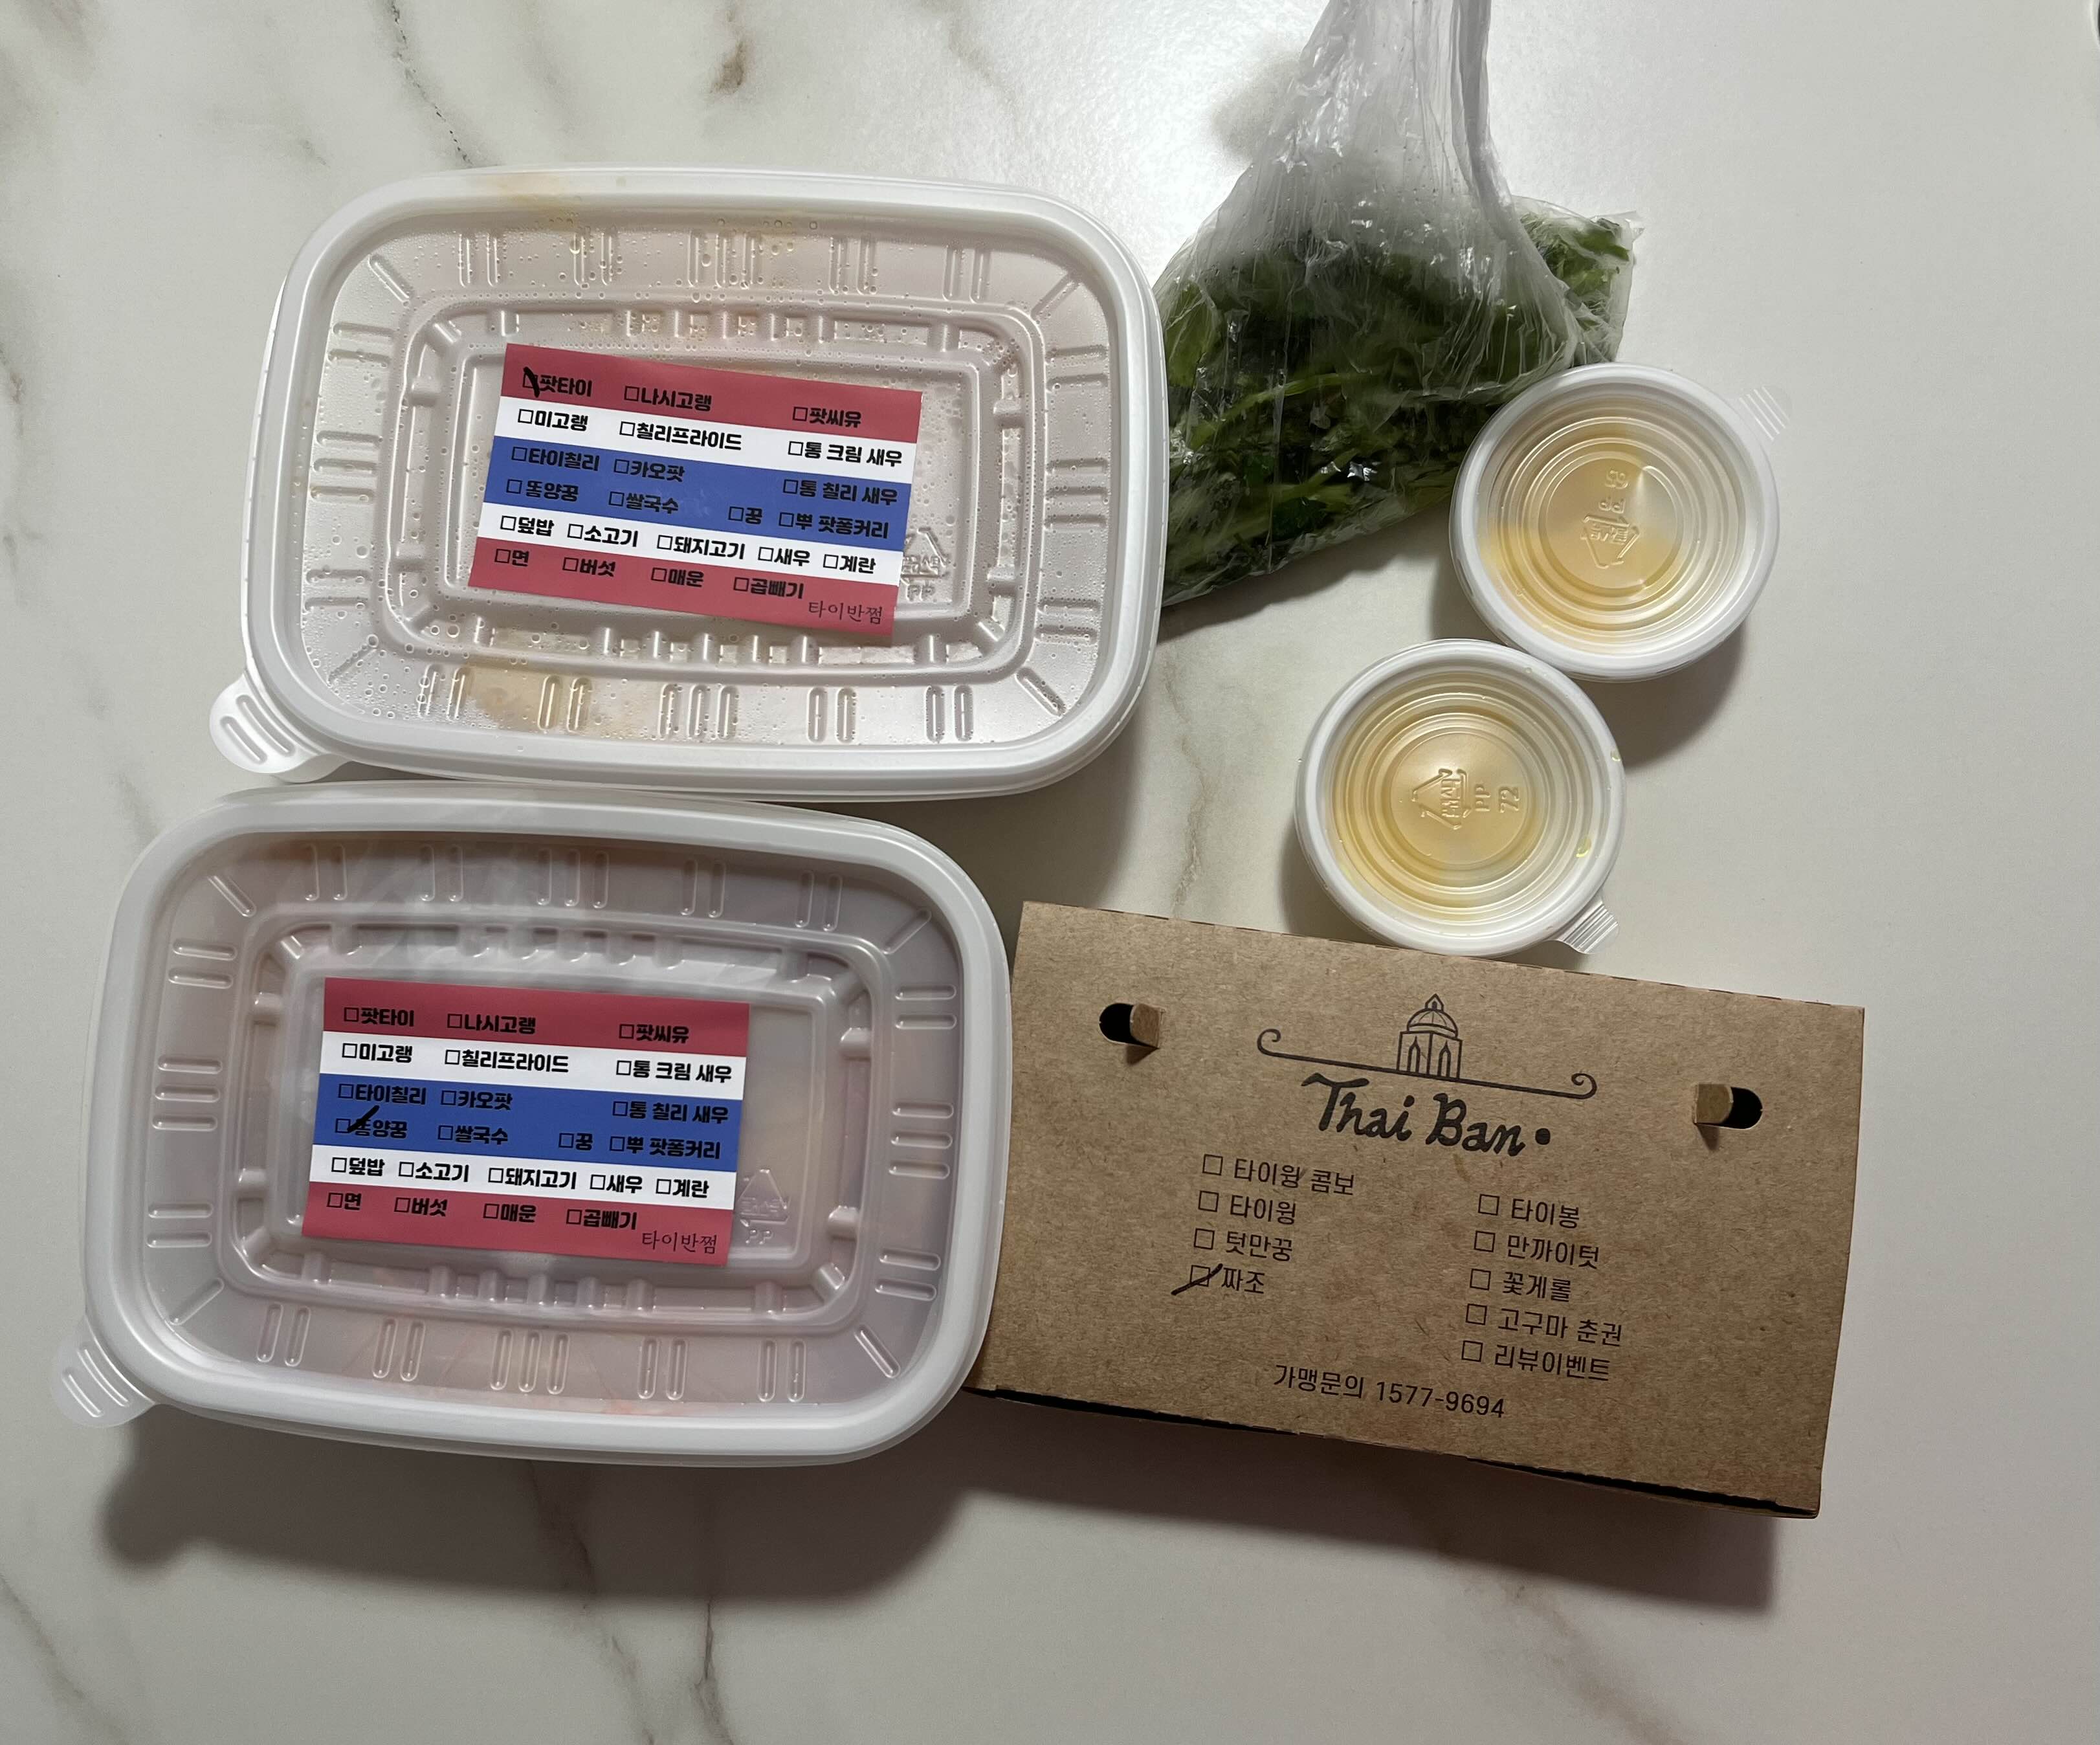 팟타이 □나시고랭 □팟씨유
□미고랭 □칠리프라이드 □통 크림 새우
□타이칠리 □카오팟 □통 칠리 새우
□똠양꿍 □쌀국수 □꿍 □뿌 팟퐁커리
□덮밥 □소고기 □돼지고기 □새우 □계란
□면 □버섯 □매운 □곱빼기
타이반쩜
PP
69
PP
PP 72
□팟타이 □나시고랭 □팟씨유
□미고랭 □칠리프라이드 □통 크림 새우
□타이칠리 □카오팟 □통 칠리 새우
□똠양꿍 □쌀국수 □꿍 □뿌 팟퐁커리
□덮밥 □소고기 □돼지고기 □새우 □계란
□면 □버섯 □매운 □곱빼기
타이반쩜
PP
Thai Ban•
□ 타이윙 콤보
□ 타이윙
□ 텃만꿍
□ 짜조
□ 타이봉
□ 만까이텃
□ 꽃게롤
□ 고구마 춘권
□ 리뷰이벤트
가맹문의 1577-9694